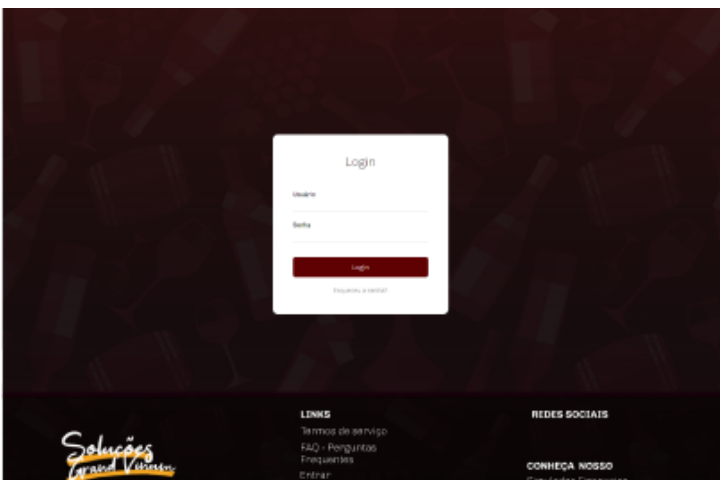 Login
Usuário
Senha
Login
Esqueceu a senha?
Soluções
Grand Vinum
LINKS
Termos de serviço
FAQ - Perguntas
Frequentes
Entrar
REDES SOCIAIS
CONHEÇA NOSSO